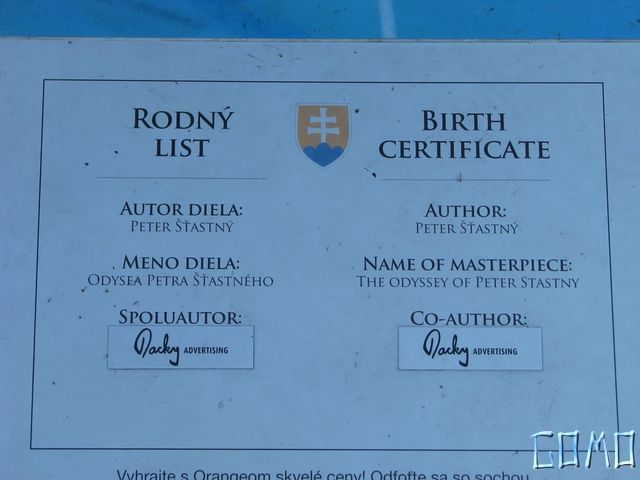 RODNÝ
LIST
AUTOR DIELA:
PETER ŠŤASTNÝ
MENO DIELA:
ODYSEA PETRA ŠŤASTNÉHO
SPOLUAUTOR:
Dacky ADVERTISING
BIRTH
CERTIFICATE
AUTHOR:
PETER ŠŤASTNÝ
NAME OF MASTERPIECE:
THE ODYSSEY OF PETER STASTNY
CO-AUTHOR:
Dacky ADVERTISING
Vyhrajte s Orangeom skvelé ceny! Odfoťte sa so sochou
COMO